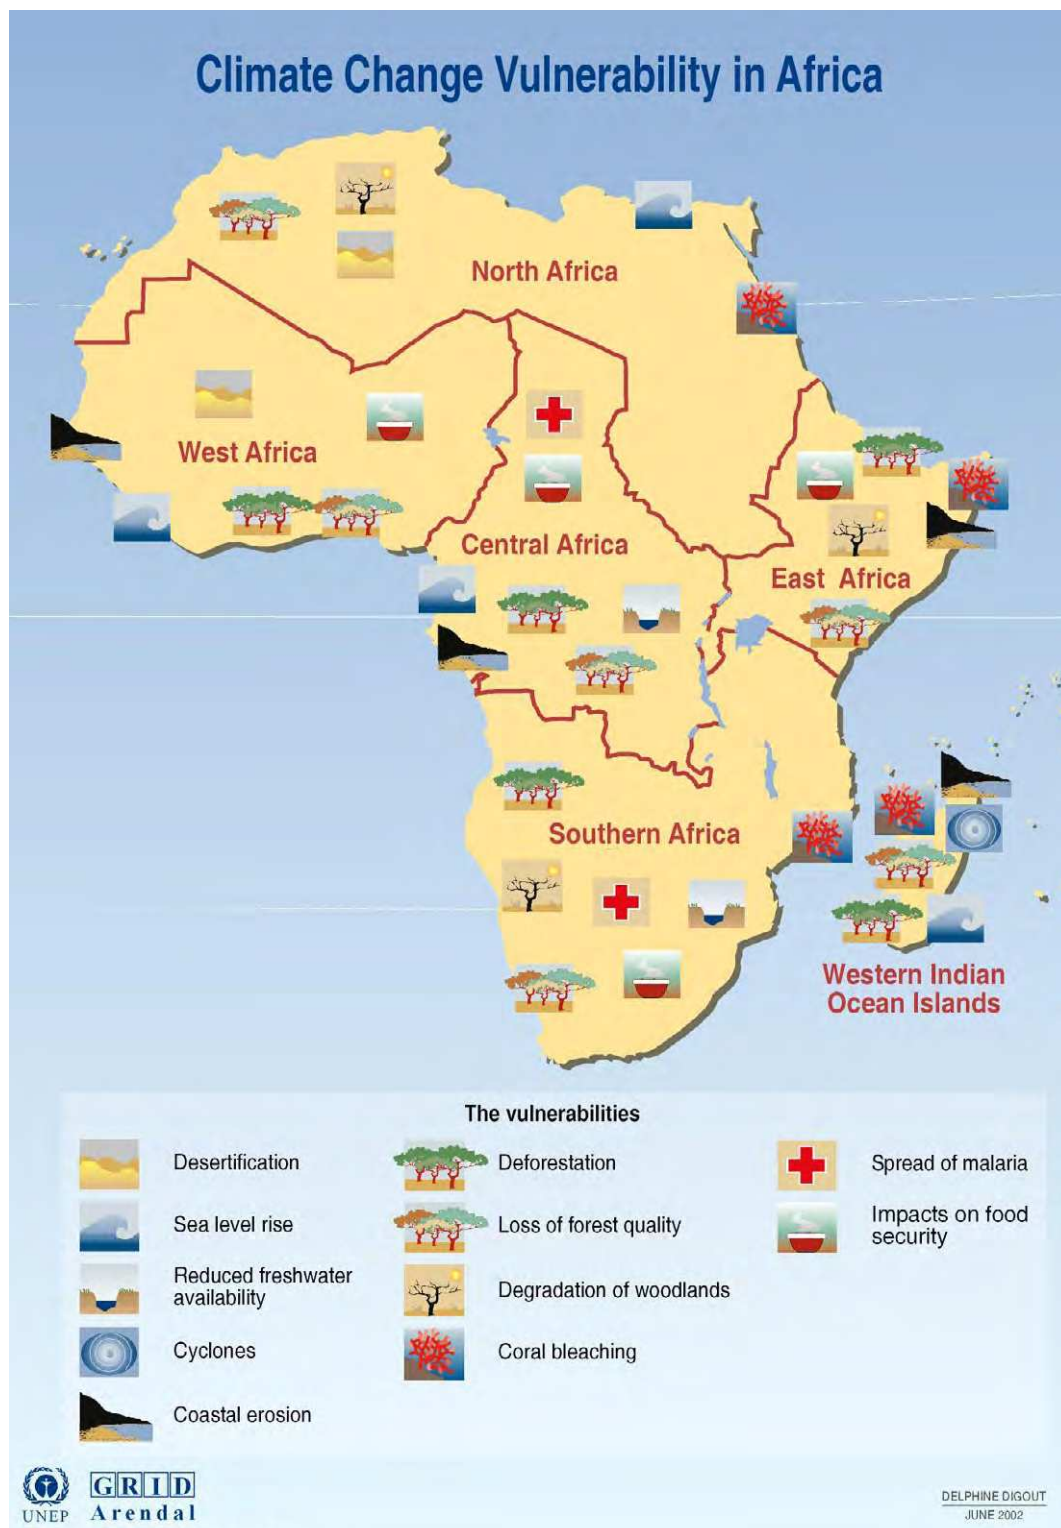 Climate Change Vulnerability in Africa
North Africa
West Africa
Central Africa
East Africa
Southern Africa
Western Indian
Ocean Islands
The vulnerabilities
Desertification
Deforestation
Spread of malaria
Sea level rise
Loss of forest quality
Impacts on food
security
Reduced freshwater
availability
Degradation of woodlands
Cyclones
Coral bleaching
Coastal erosion
UNEP
GRID
Arendal
DELPHINE DIGOUT
JUNE 2002